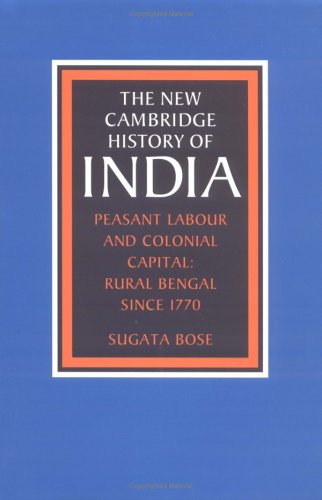 THE NEW
CAMBRIDGE
HISTORY OF
INDIA
PEASANT LABOUR
AND COLONIAL
CAPITAL:
RURAL BENGAL
SINCE 1770
SUGATA BOSE